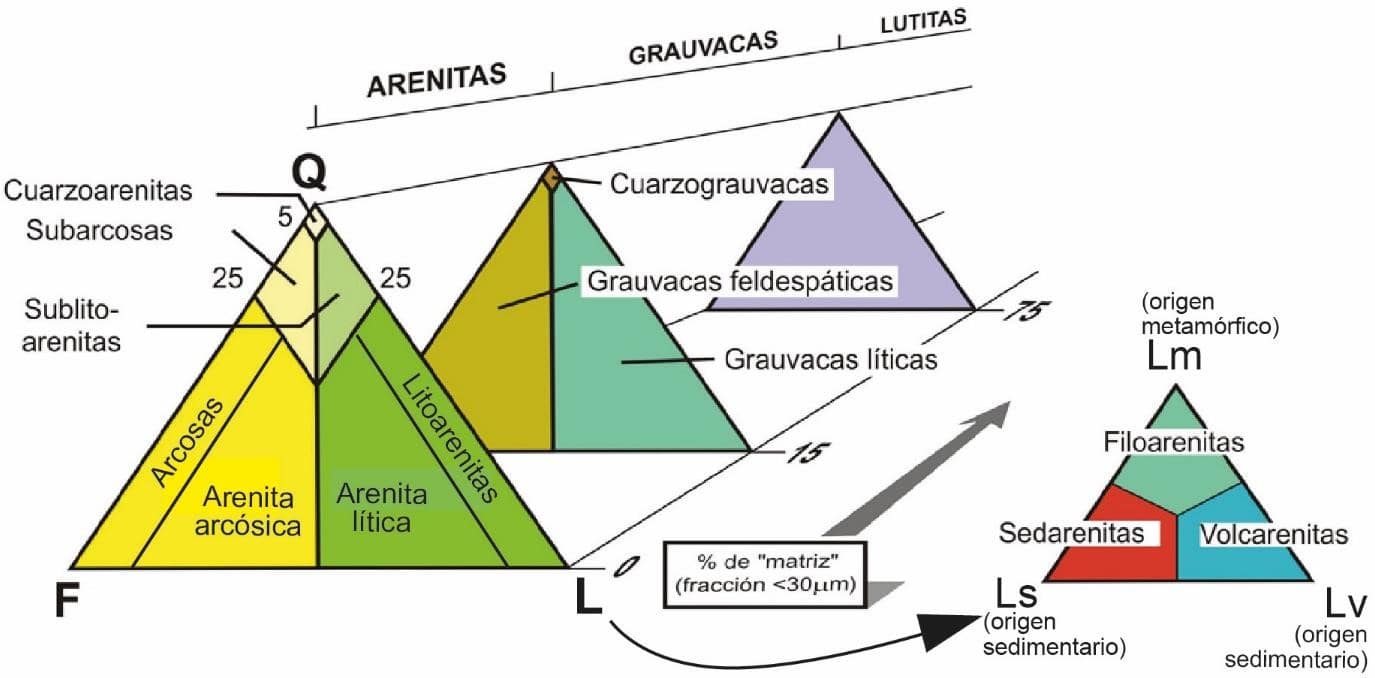 ARENITAS
GRAUVACAS
LUTITAS
Q
Cuarzoarenitas
5
Subarcosas
25
25
Sublito-
arenitas
Cuarzograuvacas
Grauvacas feldespáticas
Grauvacas líticas
Arcosas
Arenita
arcósica
Arenita
lítica
Litoarenitas
F
L
0
15
75
% de "matriz"
(fracción <30μm)
(origen
metamórfico)
Lm
Filoarenitas
Sedarenitas
Volcarenitas
Ls
(origen
sedimentario)
Lv
(origen
sedimentario)